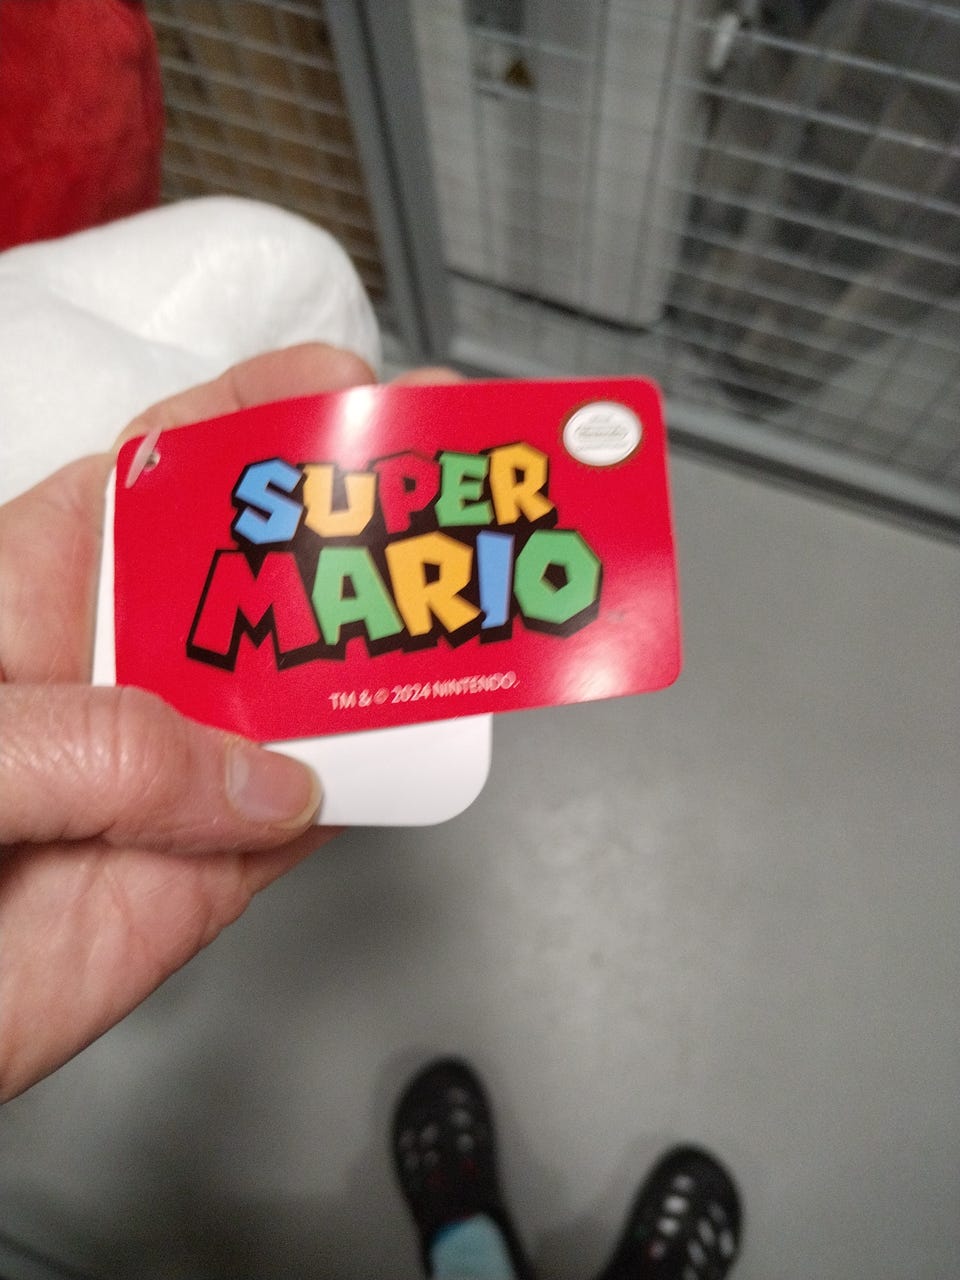 SUPER
MARIO
TM & © 2024 NINTENDO.